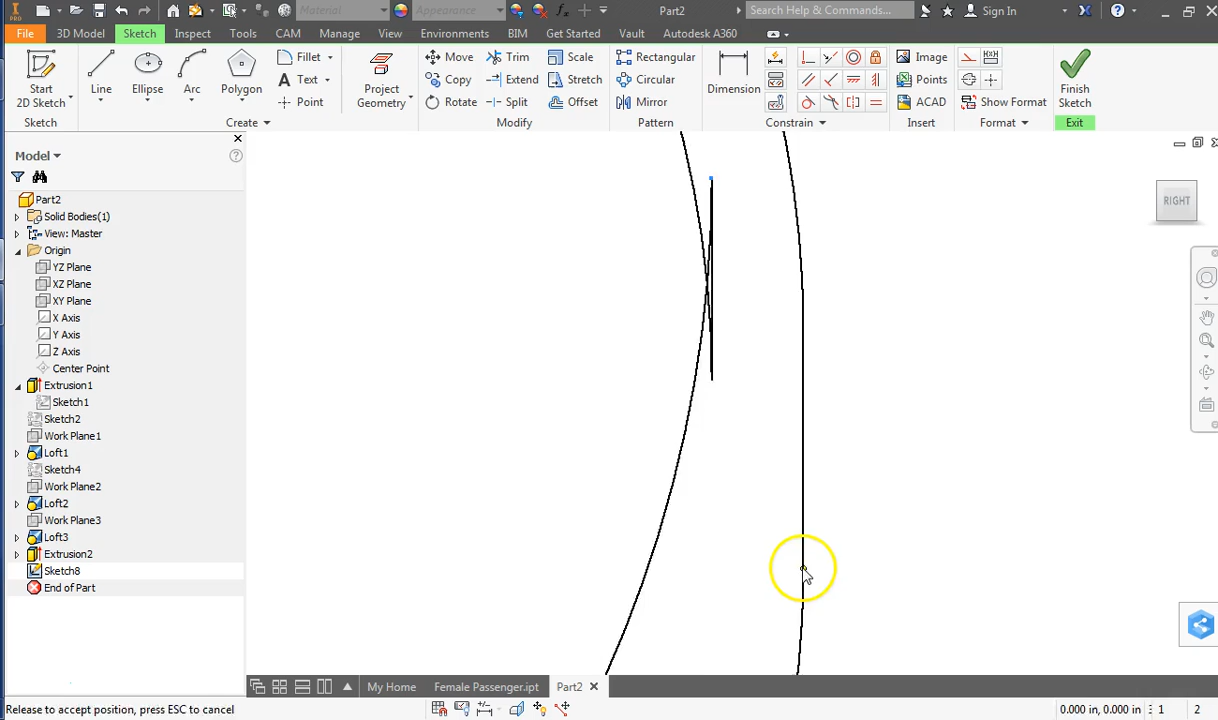 PRO Material Appearance fx Part2 Search Help & Commands... Sign In
File 3D Model Sketch Inspect Tools CAM Manage View Environments BIM Get Started Vault Autodesk A360
Start 2D Sketch Line Ellipse Arc Polygon Fillet Text Point Project Geometry Move Copy Rotate Trim Extend Split Scale Stretch Offset Rectangular Circular Mirror Dimension Image Points ACAD Show Format Finish Sketch
Sketch Create Modify Pattern Constrain Insert Format Exit
Model
Part2
Solid Bodies(1)
View: Master
Origin
YZ Plane
XZ Plane
XY Plane
X Axis
Y Axis
Z Axis
Center Point
Extrusion1
Sketch1
Sketch2
Work Plane1
Loft1
Sketch4
Work Plane2
Loft2
Work Plane3
Loft3
Extrusion2
Sketch8
End of Part
RIGHT
My Home Female Passenger.ipt Part2
Release to accept position, press ESC to cancel 0.000 in, 0.000 in 1 2